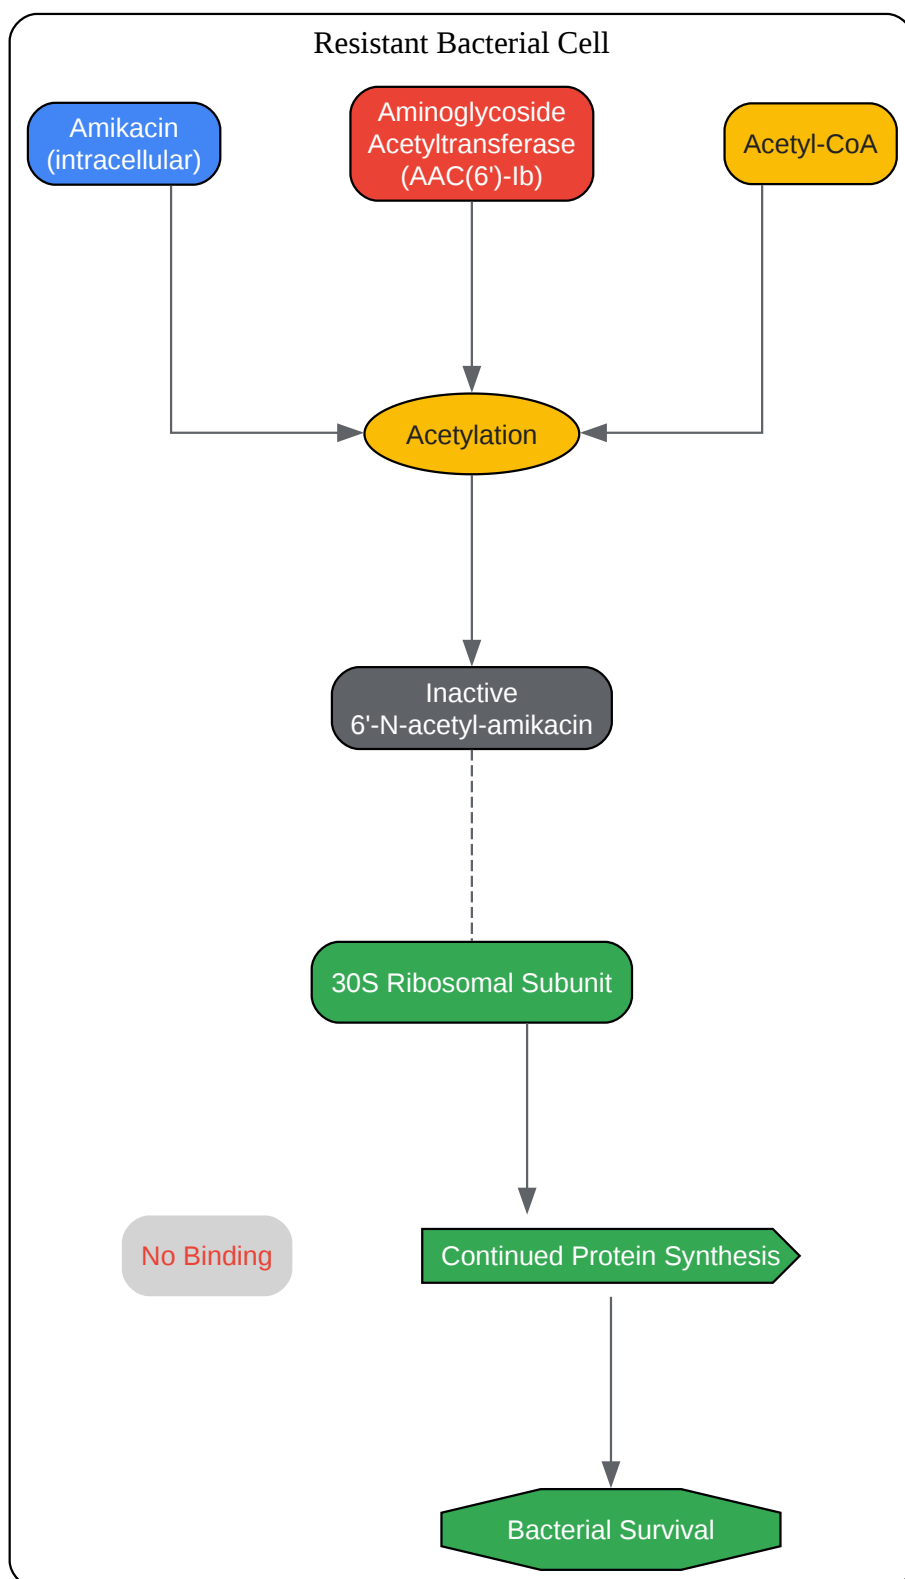 Resistant Bacterial Cell
Amikacin
(intracellular)
Aminoglycoside
Acetyltransferase
(AAC(6')-Ib)
Acetyl-CoA
Acetylation
Inactive
6'-N-acetyl-amikacin
30S Ribosomal Subunit
No Binding
Continued Protein Synthesis
Bacterial Survival